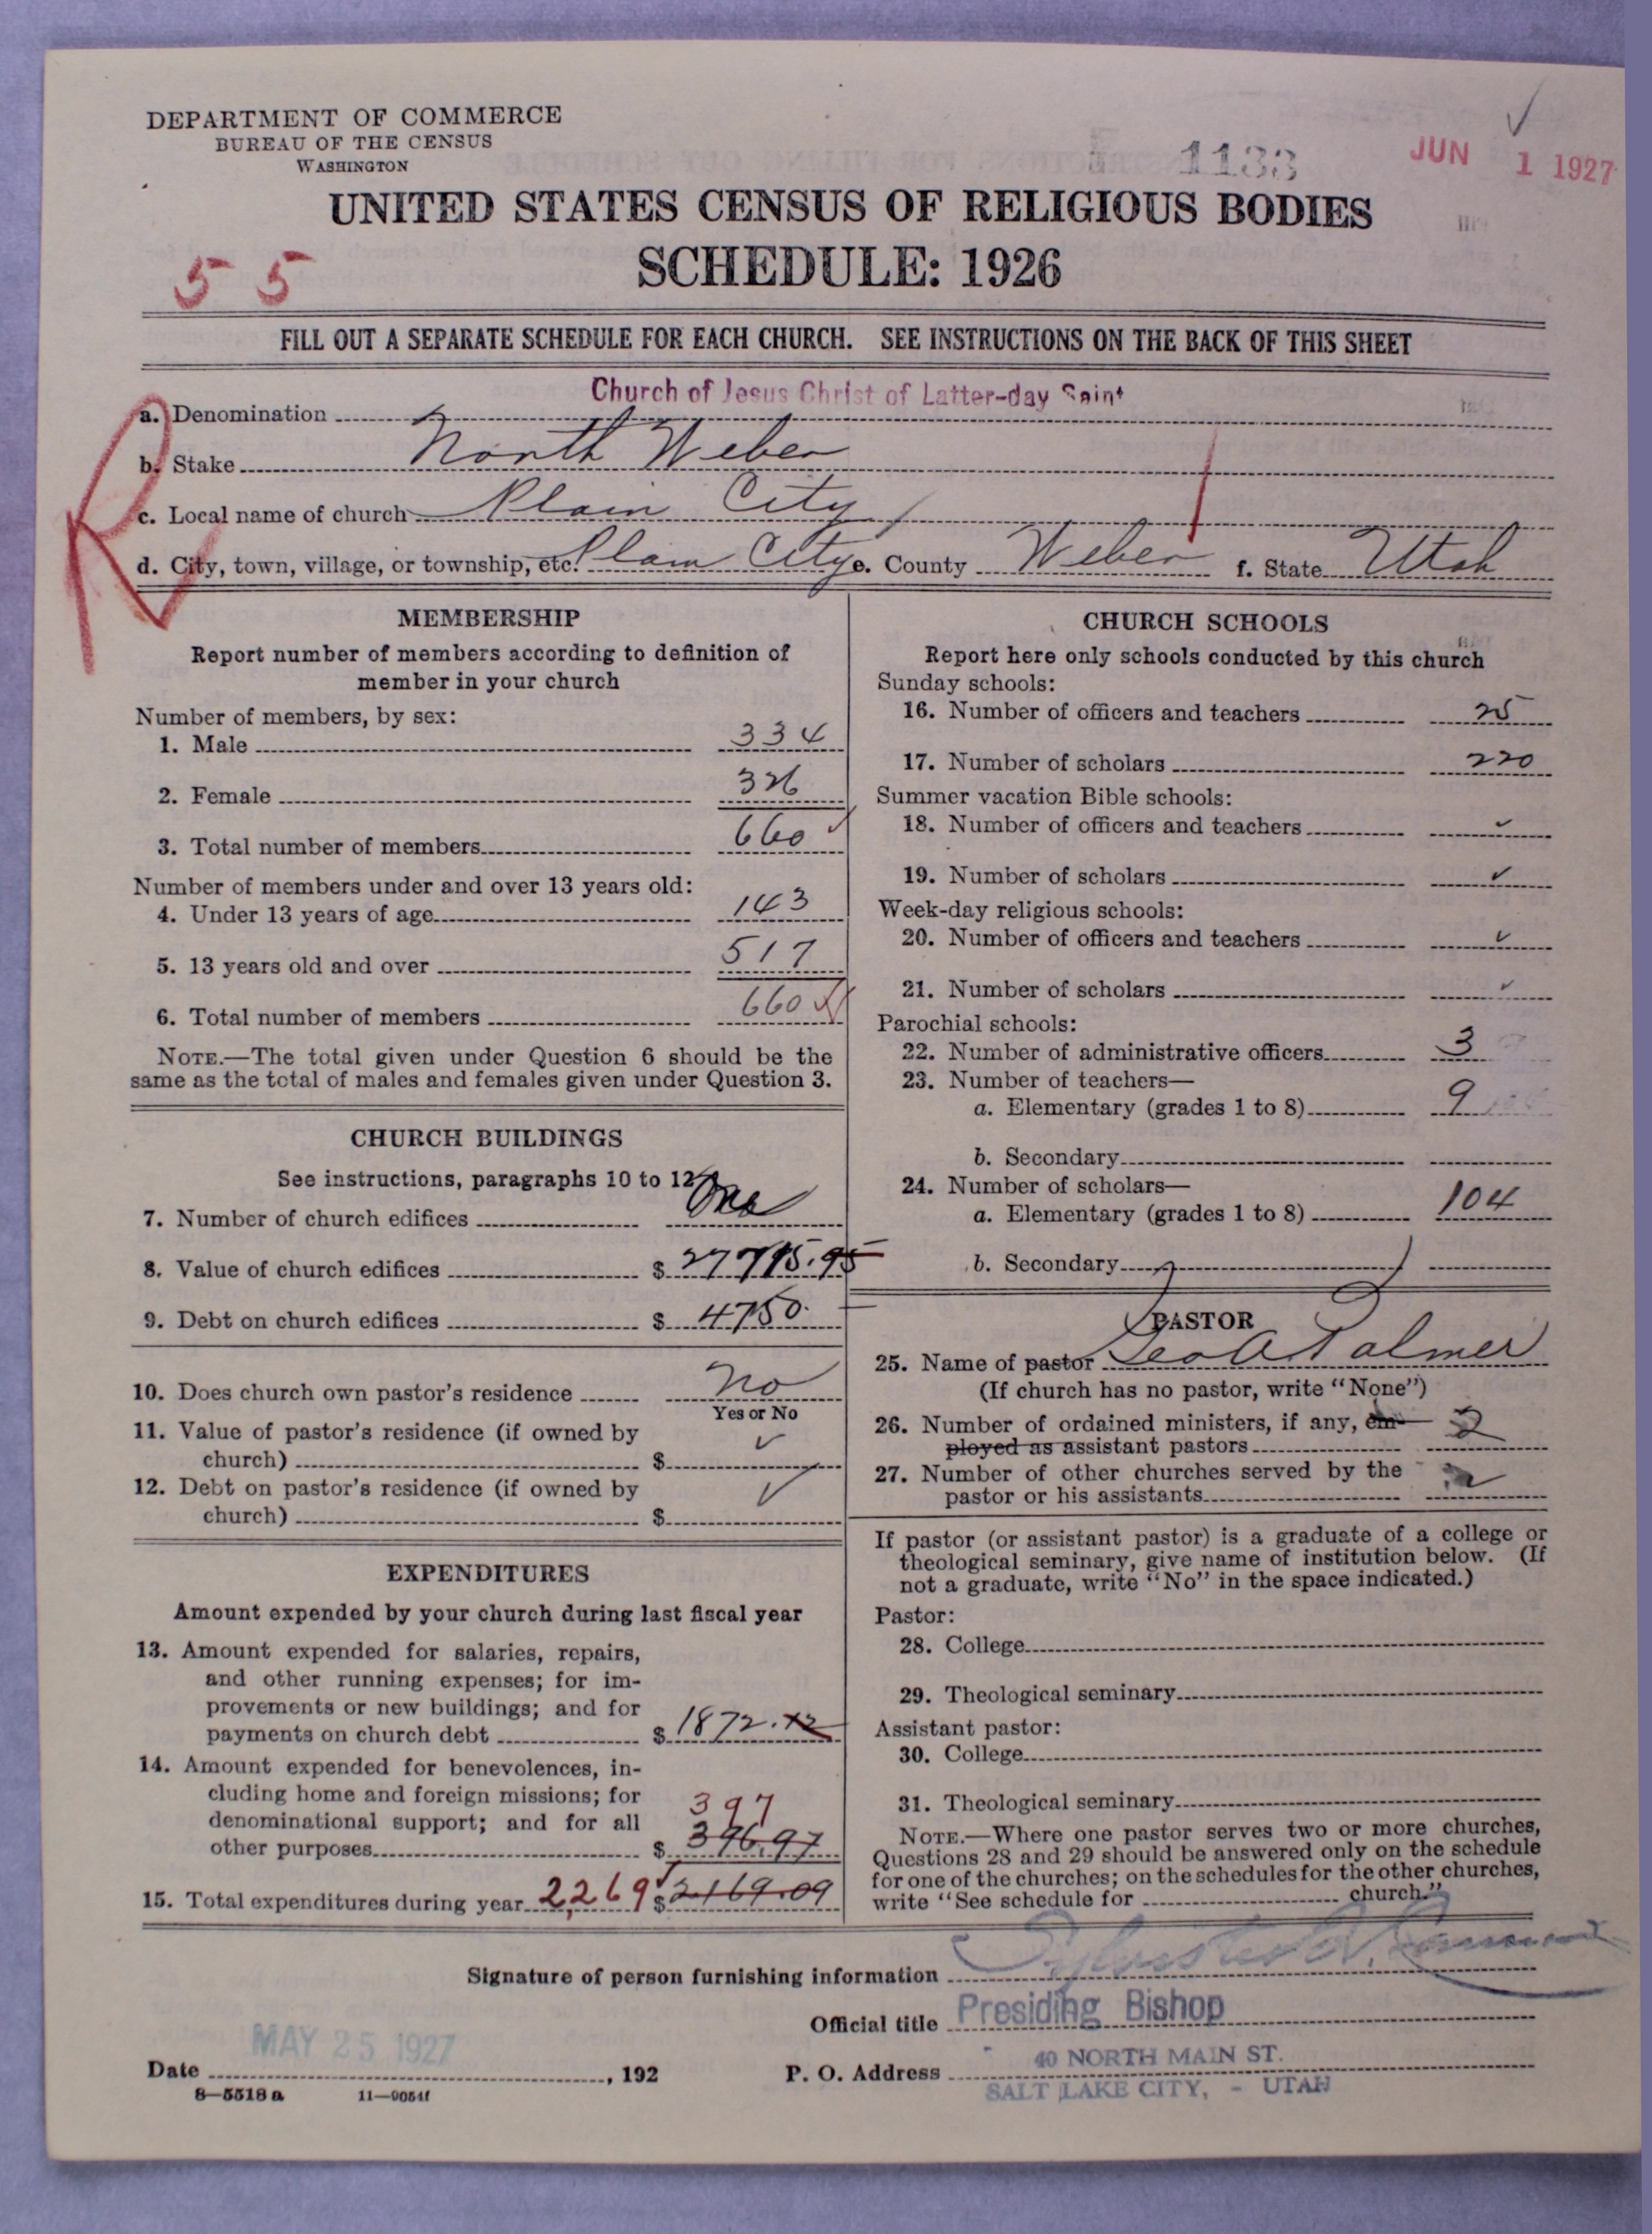 DEPARTMENT OF COMMERCE
BUREAU OF THE CENSUS
WASHINGTON
1133
JUN 1 1927
UNITED STATES CENSUS OF RELIGIOUS BODIES
SCHEDULE: 1926
55
FILL OUT A SEPARATE SCHEDULE FOR EACH CHURCH. SEE INSTRUCTIONS ON THE BACK OF THIS SHEET
R
a. Denomination Church of Jesus Christ of Latter-day Saint
b. Stake North Weber
c. Local name of church Plain City
d. City, town, village, or township, etc. Plain City e. County Weber f. State Utah
MEMBERSHIP
Report number of members according to definition of
member in your church
Number of members, by sex:
1. Male 334
2. Female 326
3. Total number of members 660
Number of members under and over 13 years old:
4. Under 13 years of age 143
5. 13 years old and over 517
6. Total number of members 660
NOTE.—The total given under Question 6 should be the
same as the total of males and females given under Question 3.
CHURCH BUILDINGS
See instructions, paragraphs 10 to 12
7. Number of church edifices One
8. Value of church edifices $ 27715.95
9. Debt on church edifices $ 4750.
10. Does church own pastor's residence No
Yes or No
11. Value of pastor's residence (if owned by
church) $ ✓
12. Debt on pastor's residence (if owned by
church) $ ✓
EXPENDITURES
Amount expended by your church during last fiscal year
13. Amount expended for salaries, repairs,
and other running expenses; for im-
provements or new buildings; and for
payments on church debt $ 1872.12
14. Amount expended for benevolences, in-
cluding home and foreign missions; for
denominational support; and for all 397
other purposes $ 396.97
15. Total expenditures during year 2,269 $ 2169.09
CHURCH SCHOOLS
Report here only schools conducted by this church
Sunday schools:
16. Number of officers and teachers 25
17. Number of scholars 220
Summer vacation Bible schools:
18. Number of officers and teachers ✓
19. Number of scholars ✓
Week-day religious schools:
20. Number of officers and teachers ✓
21. Number of scholars ✓
Parochial schools:
22. Number of administrative officers 3
23. Number of teachers—
a. Elementary (grades 1 to 8) 9
b. Secondary
24. Number of scholars—
a. Elementary (grades 1 to 8) 104
b. Secondary
PASTOR
25. Name of pastor Geo A Palmer
(If church has no pastor, write "None")
26. Number of ordained ministers, if any, em-
ployed as assistant pastors 2
27. Number of other churches served by the
pastor or his assistants
If pastor (or assistant pastor) is a graduate of a college or
theological seminary, give name of institution below. (If
not a graduate, write "No" in the space indicated.)
Pastor:
28. College
29. Theological seminary
Assistant pastor:
30. College
31. Theological seminary
NOTE.—Where one pastor serves two or more churches,
Questions 28 and 29 should be answered only on the schedule
for one of the churches; on the schedules for the other churches,
write "See schedule for church."
Signature of person furnishing information
Official title Presiding Bishop
MAY 25 1927
Date , 192
P. O. Address 40 NORTH MAIN ST.
SALT LAKE CITY, - UTAH
8—5518 a 11—9054f